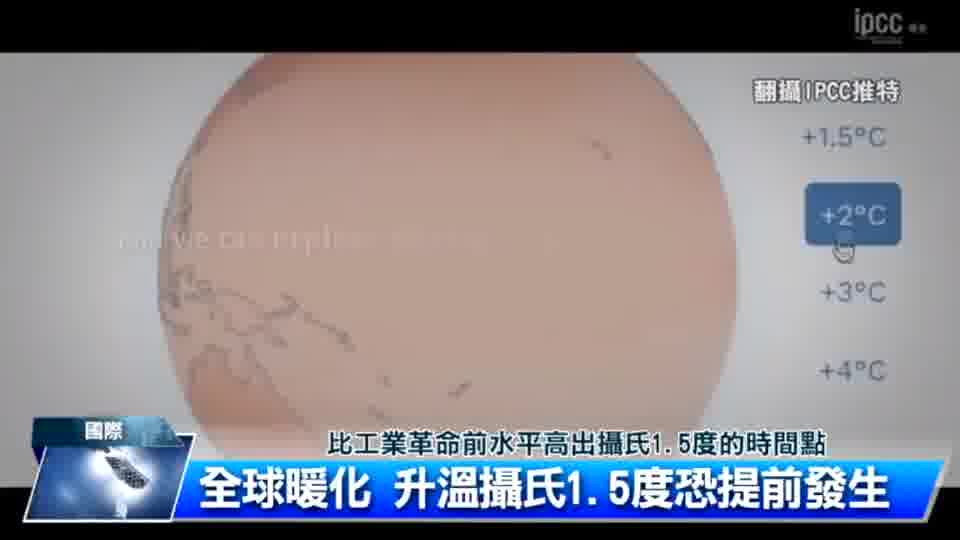 ipcc
翻攝IPCC推特
+1.5°C
+2°C
+3°C
+4°C
國際
比工業革命前水平高出攝氏1.5度的時間點
全球暖化 升溫攝氏1.5度恐提前發生